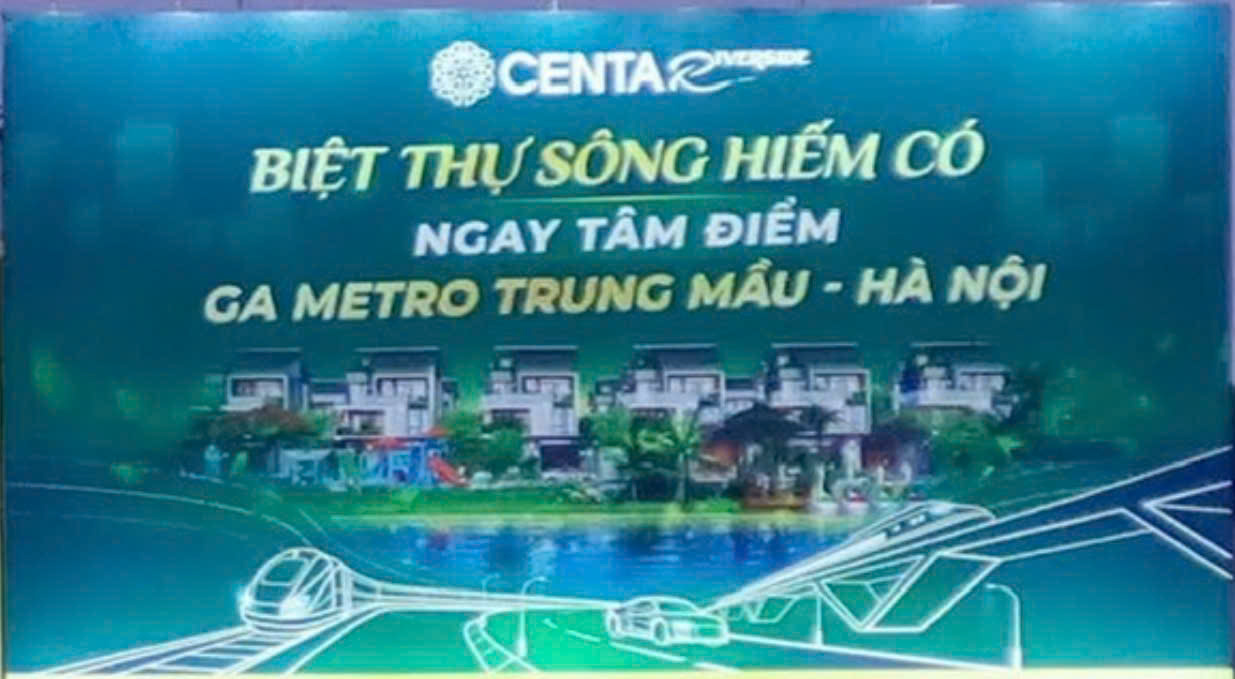 CENTA RIVERSIDE
BIỆT THỰ SÔNG HIẾM CÓ
NGAY TÂM ĐIỂM
GA METRO TRUNG MẦU - HÀ NỘI